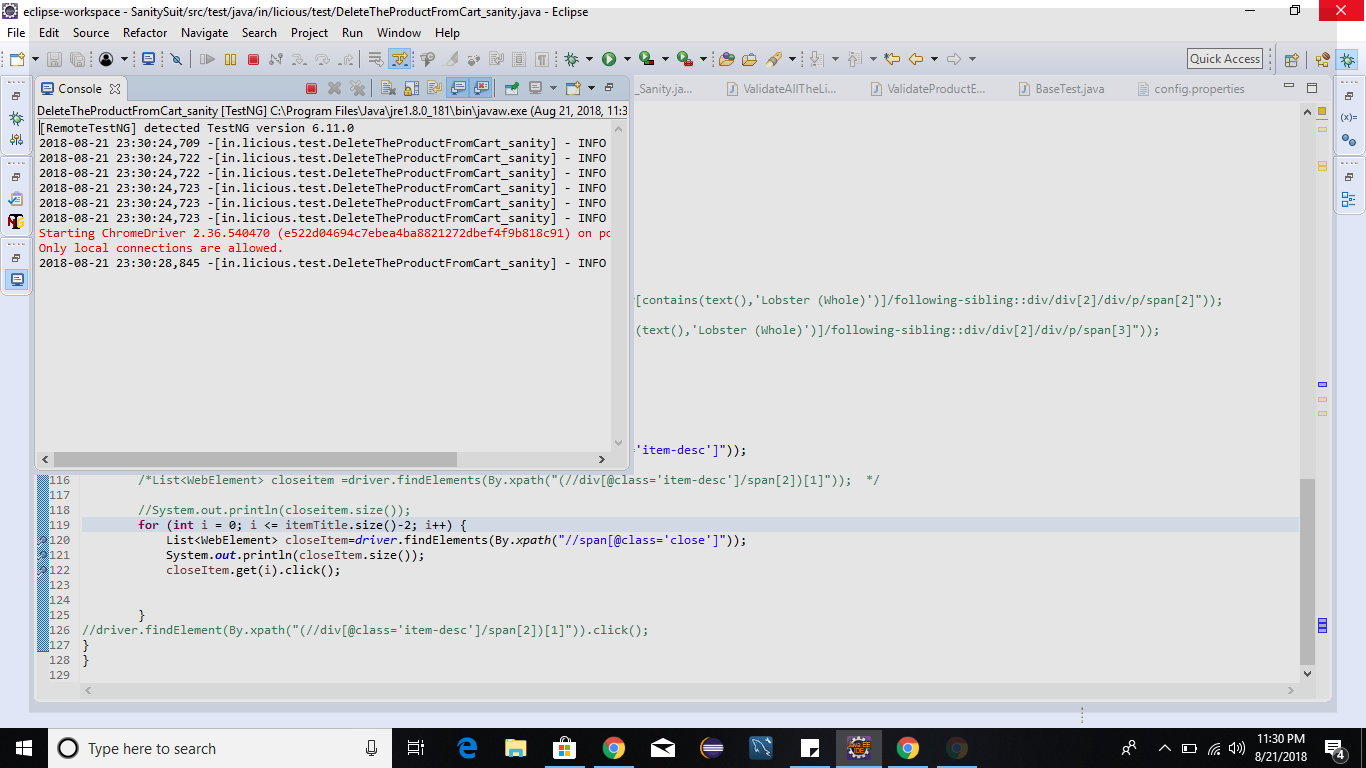 eclipse-workspace - SanitySuit/src/test/java/in/licious/test/DeleteTheProductFromCart_sanity.java - Eclipse
File Edit Source Refactor Navigate Search Project Run Window Help
Quick Access
Console
_Sanity.ja... ValidateAllTheLi... ValidateProductE... BaseTest.java config.properties
DeleteTheProductFromCart_sanity [TestNG] C:\Program Files\Java\jre1.8.0_181\bin\javaw.exe (Aug 21, 2018, 11:3
[RemoteTestNG] detected TestNG version 6.11.0
2018-08-21 23:30:24,709 -[in.licious.test.DeleteTheProductFromCart_sanity] - INFO
2018-08-21 23:30:24,722 -[in.licious.test.DeleteTheProductFromCart_sanity] - INFO
2018-08-21 23:30:24,722 -[in.licious.test.DeleteTheProductFromCart_sanity] - INFO
2018-08-21 23:30:24,723 -[in.licious.test.DeleteTheProductFromCart_sanity] - INFO
2018-08-21 23:30:24,723 -[in.licious.test.DeleteTheProductFromCart_sanity] - INFO
2018-08-21 23:30:24,723 -[in.licious.test.DeleteTheProductFromCart_sanity] - INFO
Starting ChromeDriver 2.36.540470 (e522d04694c7ebea4ba8821272dbef4f9b818c91) on po
Only local connections are allowed.
2018-08-21 23:30:28,845 -[in.licious.test.DeleteTheProductFromCart_sanity] - INFO
[contains(text(),'Lobster (Whole)')]/following-sibling::div/div[2]/div/p/span[2]"));
(text(),'Lobster (Whole)')]/following-sibling::div/div[2]/div/p/span[3]"));
'item-desc']"));
116 /*List<WebElement> closeitem =driver.findElements(By.xpath("(//div[@class='item-desc']/span[2])[1]")); */
117
118 //System.out.println(closeitem.size());
119 for (int i = 0; i <= itemTitle.size()-2; i++) {
120 List<WebElement> closeItem=driver.findElements(By.xpath("//span[@class='close']"));
121 System.out.println(closeItem.size());
122 closeItem.get(i).click();
123
124
125 }
126 //driver.findElement(By.xpath("(//div[@class='item-desc']/span[2])[1]")).click();
127 }
128 }
129
Type here to search
11:30 PM
8/21/2018
4